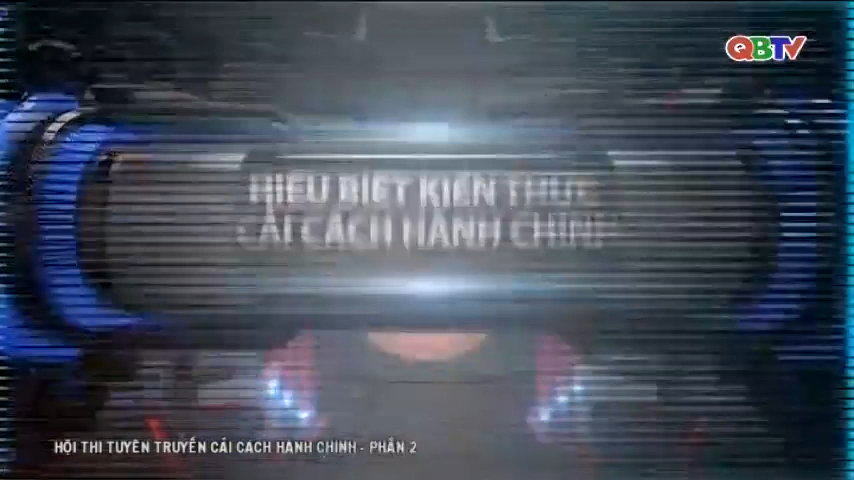 QBTV
HIỂU BIẾT KIẾN THỨC
CẢI CÁCH HÀNH CHÍNH
HỘI THI TUYÊN TRUYỀN CẢI CÁCH HÀNH CHÍNH - PHẦN 2